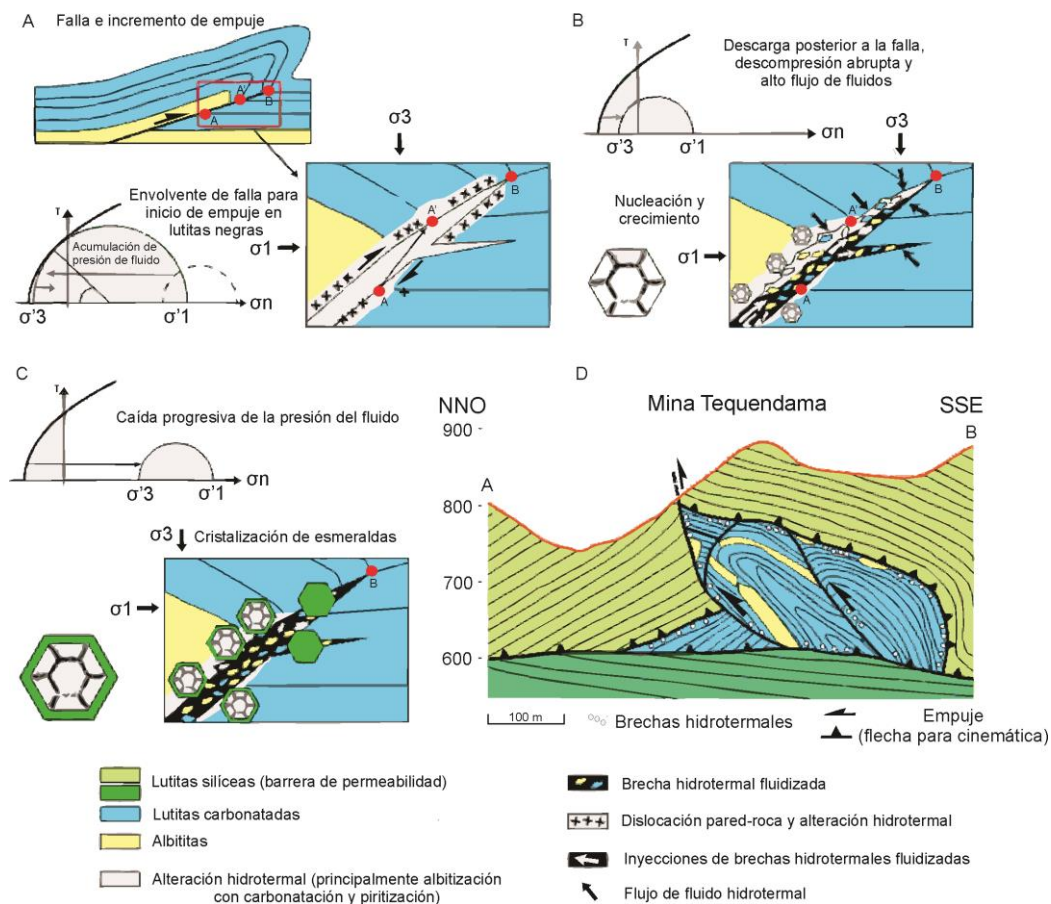 A
Falla e incremento de empuje
A'
B
A
σ3
Envolvente de falla para
inicio de empuje en
lutitas negras
σ1
τ
Acumulación de
presión de fluido
σn
σ'3
σ'1
B
A'
A
B
τ
Descarga posterior a la falla,
descompresión abrupta y
alto flujo de fluidos
σn
σ'3
σ'1
σ3
Nucleación y
crecimiento
σ1
B
A'
A
C
τ
Caída progresiva de la presión del fluido
σn
σ'3
σ'1
σ3
Cristalización de esmeraldas
σ1
B
D
NNO
Mina Tequendama
SSE
900
B
A
800
700
600
100 m
Brechas hidrotermales
Empuje
(flecha para cinemática)
Lutitas silíceas (barrera de permeabilidad)
Lutitas carbonatadas
Albititas
Alteración hidrotermal (principalmente albitización
con carbonatación y piritización)
Brecha hidrotermal fluidizada
Dislocación pared-roca y alteración hidrotermal
Inyecciones de brechas hidrotermales fluidizadas
Flujo de fluido hidrotermal